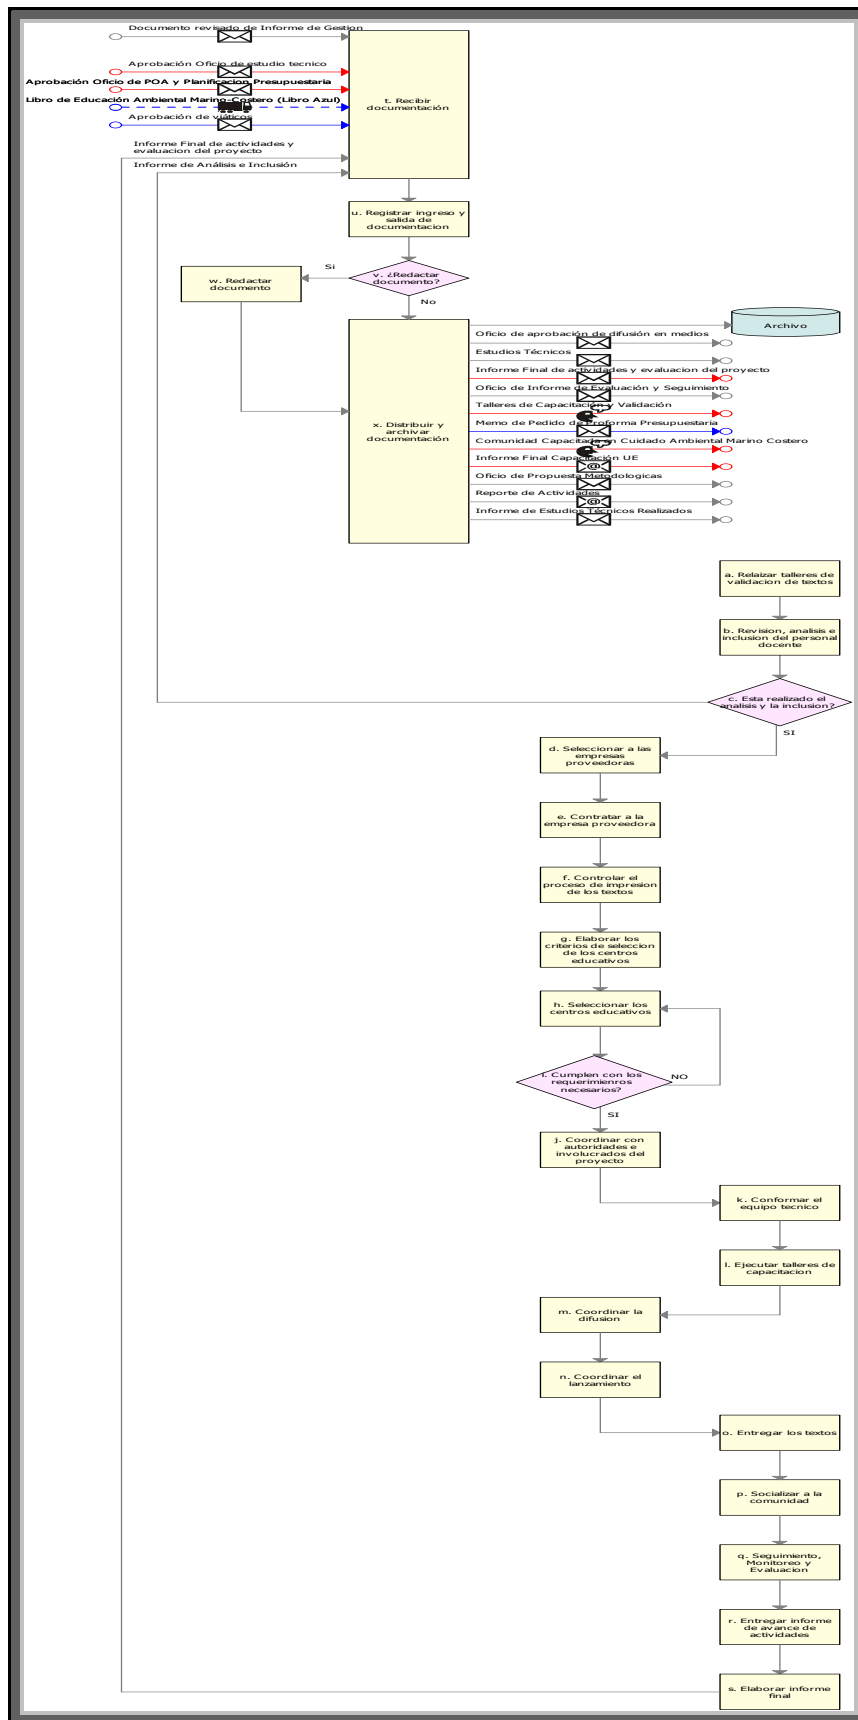 Documento revisado de Informe de Gestion
Aprobación Oficio de estudio tecnico
Aprobación Oficio de POA y Planificacion Presupuestaria
Libro de Educación Ambiental Marino-Costero (Libro Azul)
Aprobación de viáticos
Informe Final de actividades y
evaluacion del proyecto
Informe de Análisis e Inclusión
t. Recibir
documentación
u. Registrar ingreso y
salida de
documentacion
v. ¿Redactar
documento?
Si
No
w. Redactar
documento
x. Distribuir y
archivar
documentación
Archivo
Oficio de aprobación de difusión en medios
Estudios Técnicos
Informe Final de actividades y evaluacion del proyecto
Oficio de Informe de Evaluación y Seguimiento
Talleres de Capacitación y Validación
Memo de Pedido de Proforma Presupuestaria
Comunidad Capacitada en Cuidado Ambiental Marino Costero
Informe Final Capacitación UE
Oficio de Propuesta Metodologicas
Reporte de Actividades
Informe de Estudios Técnicos Realizados
a. Relaizar talleres de
validacion de textos
b. Revision, analisis e
inclusion del personal
docente
c. Esta realizado el
analisis y la inclusion?
SI
d. Seleccionar a las
empresas
proveedoras
e. Contratar a la
empresa proveedora
f. Controlar el
proceso de impresion
de los textos
g. Elaborar los
criterios de seleccion
de los centros
educativos
h. Seleccionar los
centros educativos
i. Cumplen con los
requerimienros
necesarios?
NO
SI
j. Coordinar con
autoridades e
involucrados del
proyecto
k. Conformar el
equipo tecnico
l. Ejecutar talleres de
capacitacion
m. Coordinar la
difusion
n. Coordinar el
lanzamiento
o. Entregar los textos
p. Socializar a la
comunidad
q. Seguimiento,
Monitoreo y
Evaluacion
r. Entregar informe
de avance de
actividades
s. Elaborar informe
final